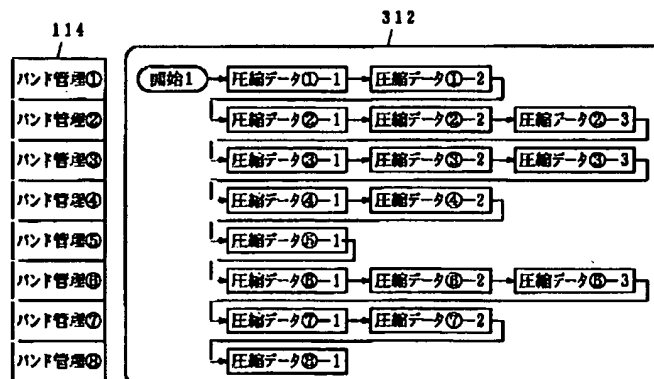 114
312
バンド管理①
開始1
圧縮データ①-1
圧縮データ①-2
バンド管理②
圧縮データ②-1
圧縮データ②-2
圧縮データ②-3
バンド管理③
圧縮データ③-1
圧縮データ③-2
圧縮データ③-3
バンド管理④
圧縮データ④-1
圧縮データ④-2
バンド管理⑤
圧縮データ⑤-1
バンド管理⑥
圧縮データ⑥-1
圧縮データ⑥-2
圧縮データ⑥-3
バンド管理⑦
圧縮データ⑦-1
圧縮データ⑦-2
バンド管理⑧
圧縮データ⑧-1